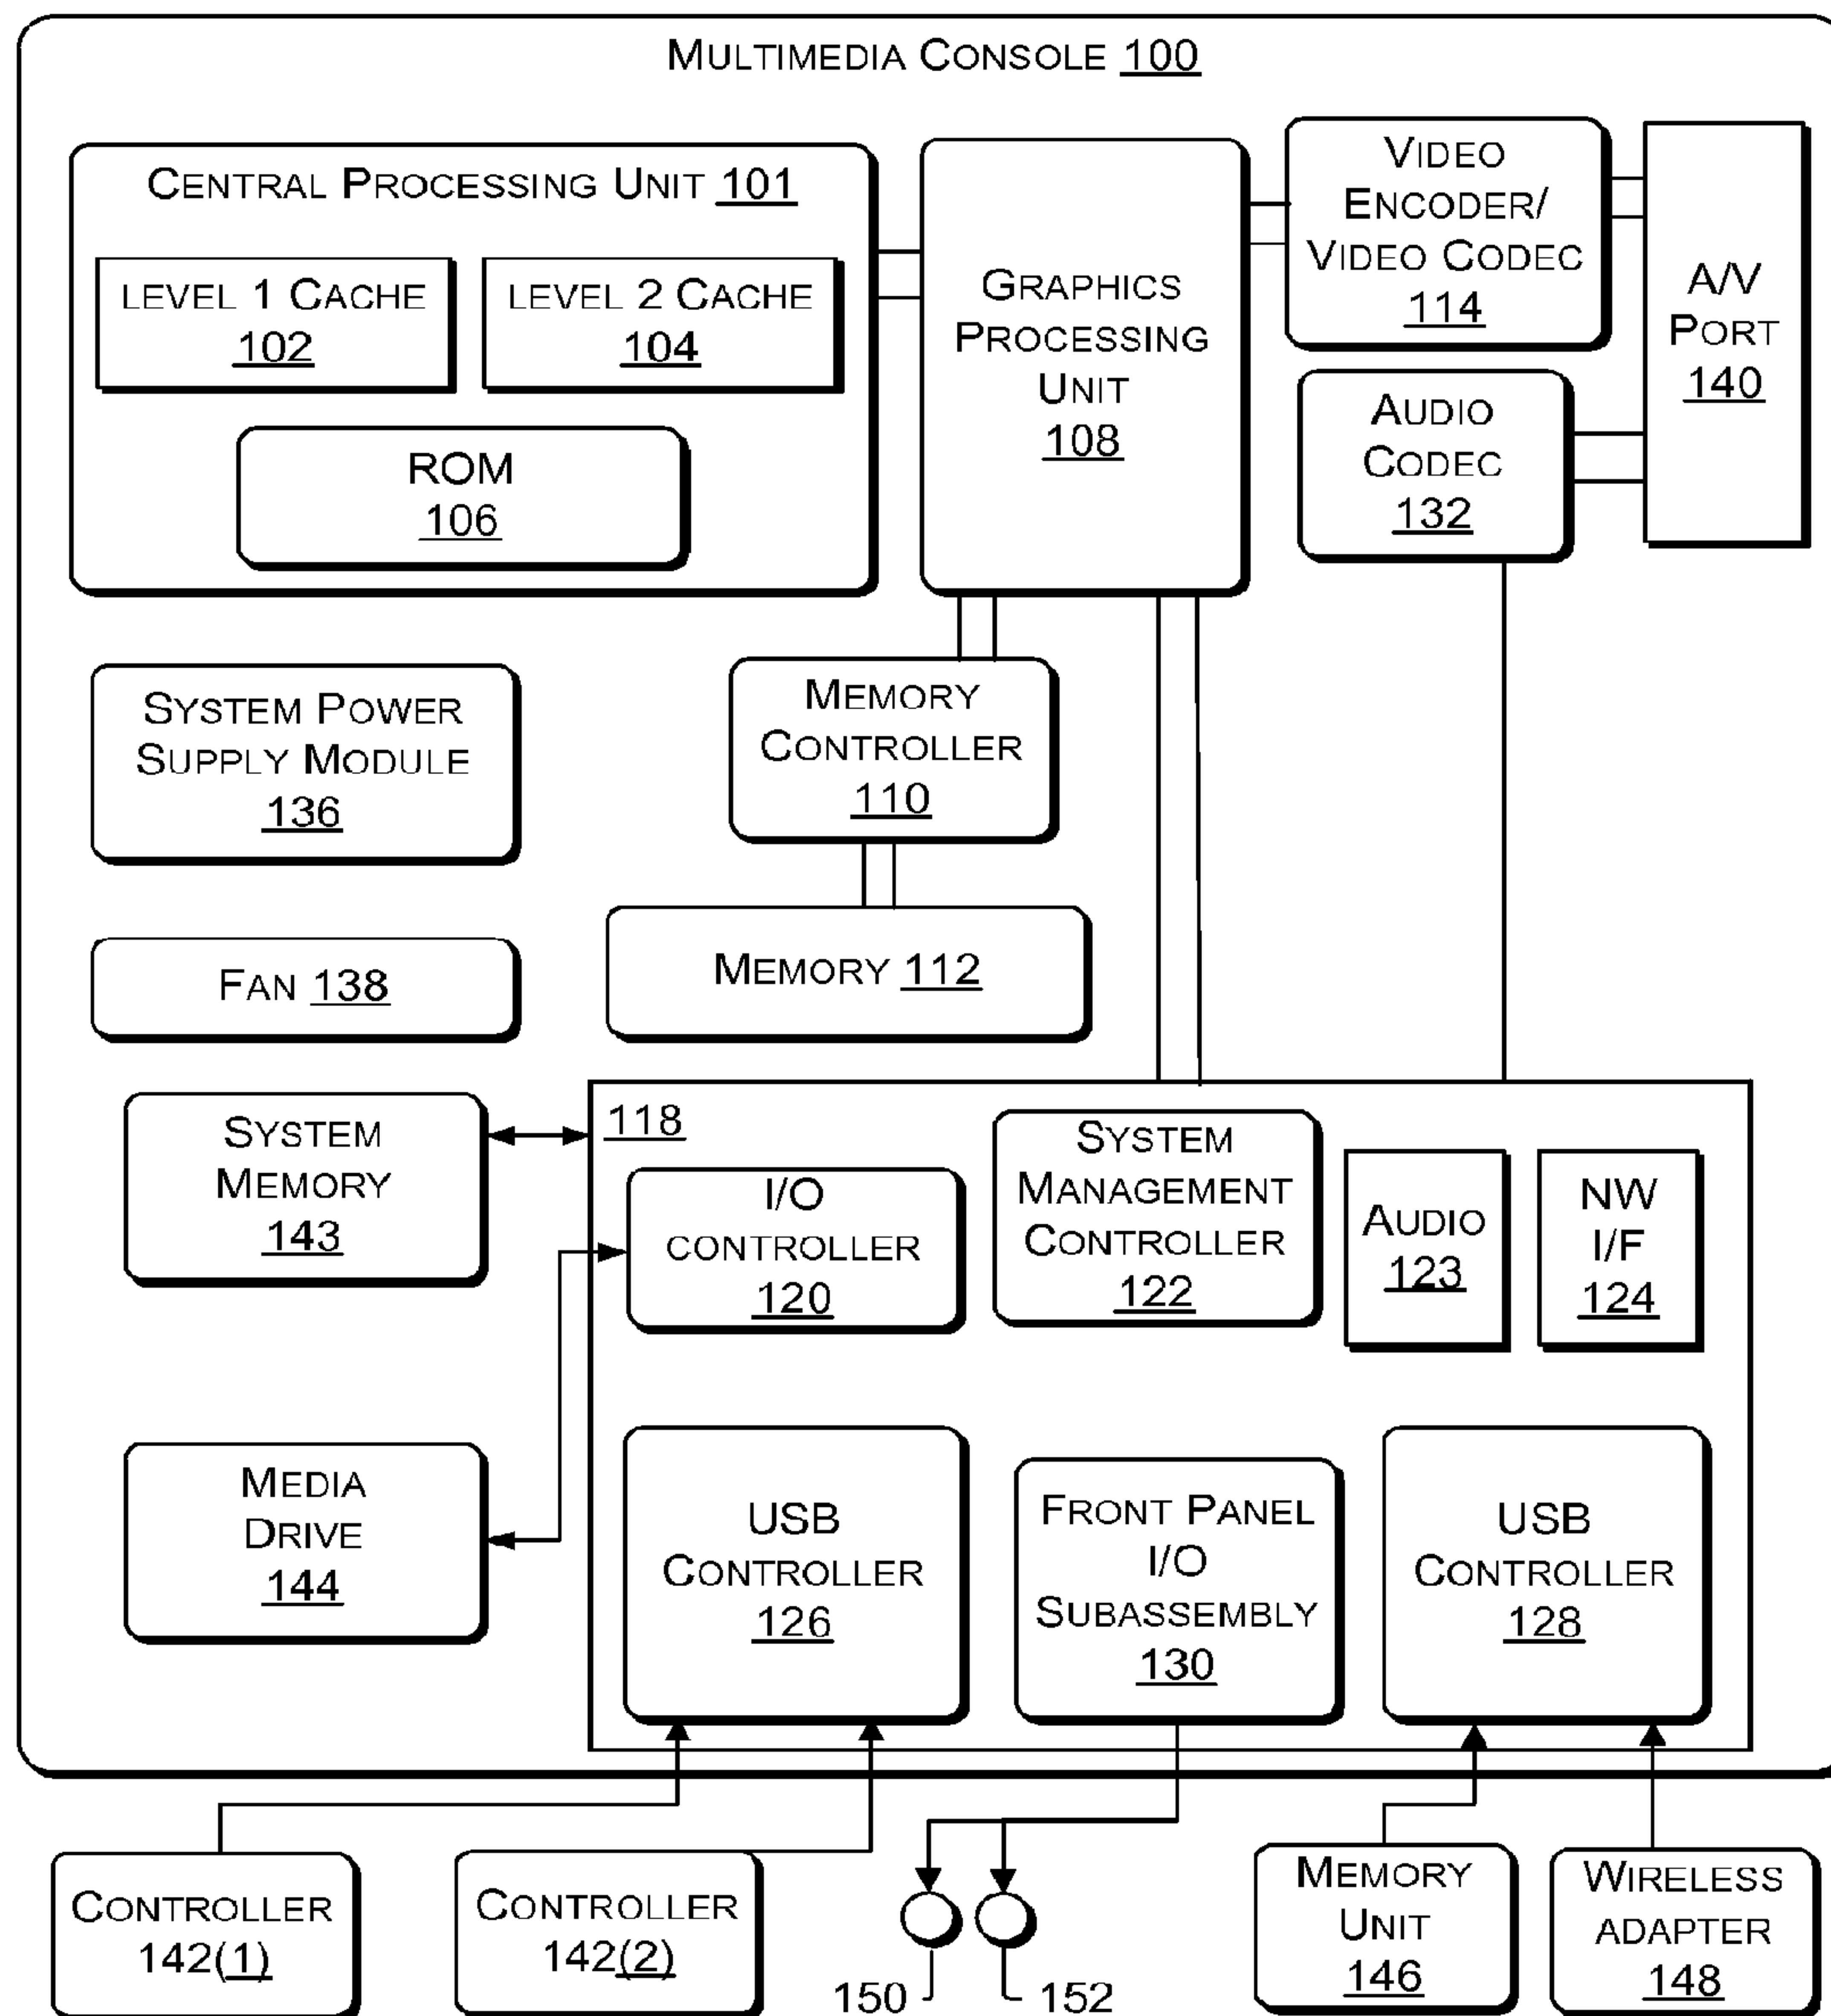 MULTIMEDIA CONSOLE 100
CENTRAL PROCESSING UNIT 101
LEVEL 1 CACHE
102
LEVEL 2 CACHE
104
ROM
106
GRAPHICS
PROCESSING
UNIT
108
VIDEO
ENCODER/
VIDEO CODEC
114
A/V
PORT
140
AUDIO
CODEC
132
SYSTEM POWER
SUPPLY MODULE
136
MEMORY
CONTROLLER
110
FAN 138
MEMORY 112
SYSTEM
MEMORY
143
118
I/O
CONTROLLER
120
SYSTEM
MANAGEMENT
CONTROLLER
122
AUDIO
123
NW
I/F
124
MEDIA
DRIVE
144
USB
CONTROLLER
126
FRONT PANEL
I/O
SUBASSEMBLY
130
USB
CONTROLLER
128
CONTROLLER
142(1)
CONTROLLER
142(2)
150
152
MEMORY
UNIT
146
WIRELESS
ADAPTER
148